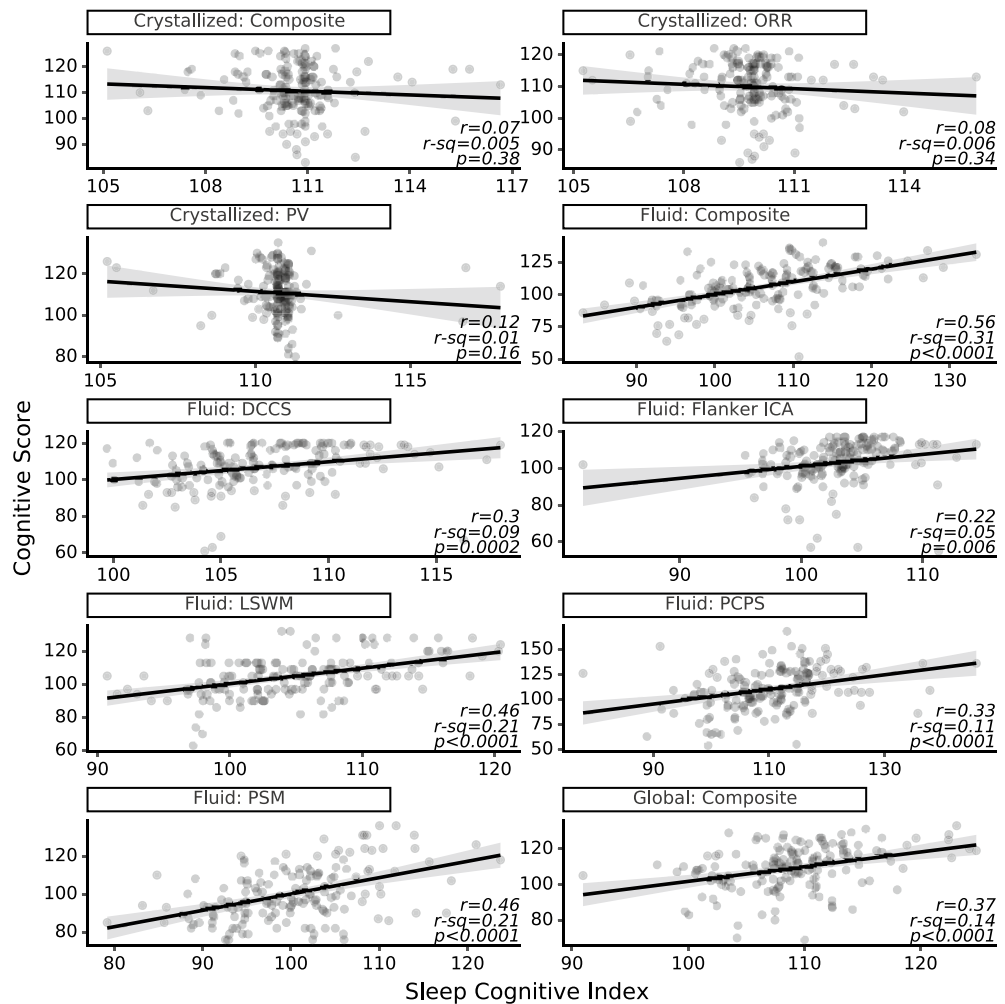 Crystallized: Composite
120
110
100
90
r=0.07
r-sq=0.005
p=0.38
105
108
111
114
117
Crystallized: ORR
120
110
100
90
r=0.08
r-sq=0.006
p=0.34
105
108
111
114
Crystallized: PV
120
100
80
r=0.12
r-sq=0.01
p=0.16
105
110
115
Fluid: Composite
125
100
75
50
r=0.56
r-sq=0.31
p<0.0001
90
100
110
120
130
Fluid: DCCS
120
100
80
60
r=0.3
r-sq=0.09
p=0.0002
100
105
110
115
Fluid: Flanker ICA
120
100
80
60
r=0.22
r-sq=0.05
p=0.006
90
100
110
Fluid: LSWM
120
100
80
60
r=0.46
r-sq=0.21
p<0.0001
90
100
110
120
Fluid: PCPS
150
125
100
75
50
r=0.33
r-sq=0.11
p<0.0001
90
110
130
Fluid: PSM
120
100
80
r=0.46
r-sq=0.21
p<0.0001
80
90
100
110
120
Global: Composite
120
100
80
r=0.37
r-sq=0.14
p<0.0001
90
100
110
120
Cognitive Score
Sleep Cognitive Index